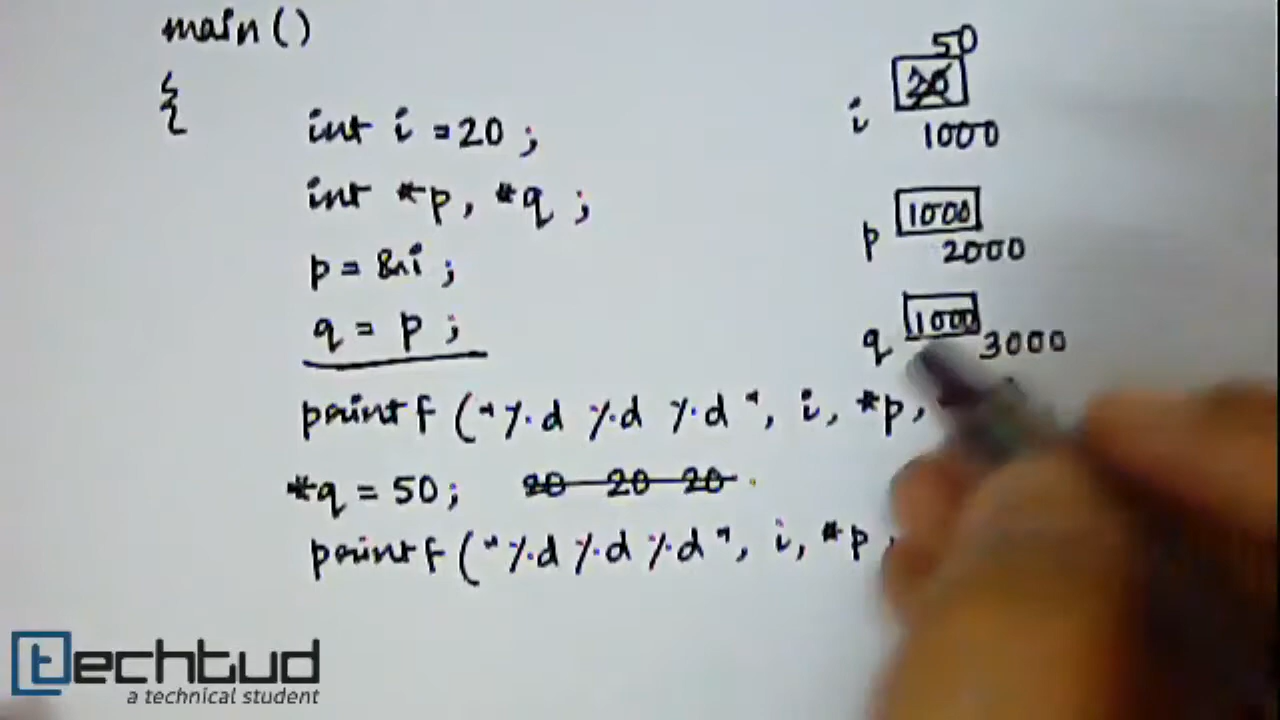 main()
{
int i = 20 ;
int *p, *q ;
p = &i ;
q = p ;
printf ("%d %d %d", i, *p,
*q = 50; 20 20 20
printf ("%d %d %d", i, *p,
50
i 20
1000
p 1000
2000
q 1000
3000
techtud
a technical student